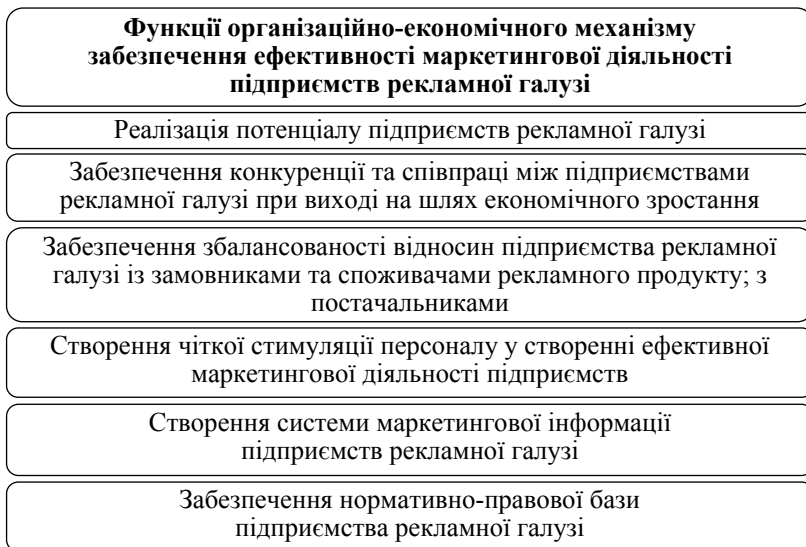 Функції організаційно-економічного механізму
забезпечення ефективності маркетингової діяльності
підприємств рекламної галузі
Реалізація потенціалу підприємств рекламної галузі
Забезпечення конкуренції та співпраці між підприємствами
рекламної галузі при виході на шлях економічного зростання
Забезпечення збалансованості відносин підприємства рекламної
галузі із замовниками та споживачами рекламного продукту; з
постачальниками
Створення чіткої стимуляції персоналу у створенні ефективної
маркетингової діяльності підприємств
Створення системи маркетингової інформації
підприємств рекламної галузі
Забезпечення нормативно-правової бази
підприємства рекламної галузі